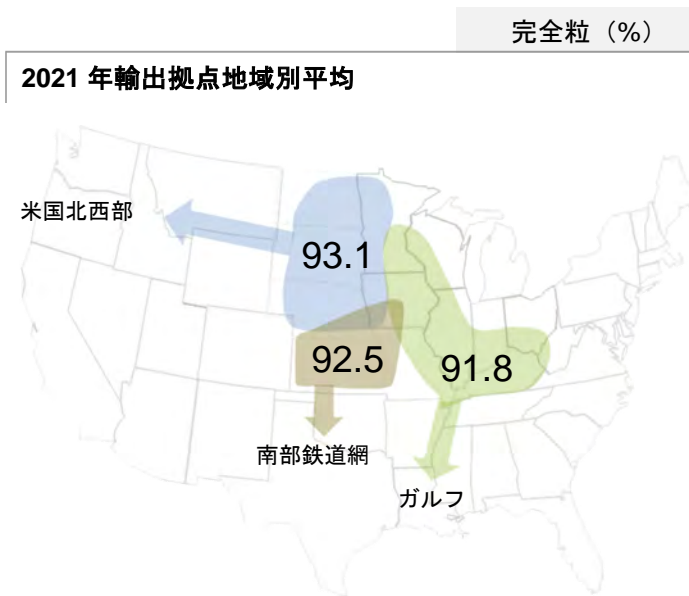 完全粒（%）
2021 年輸出拠点地域別平均
米国北西部
93.1
92.5
91.8
南部鉄道網
ガルフ